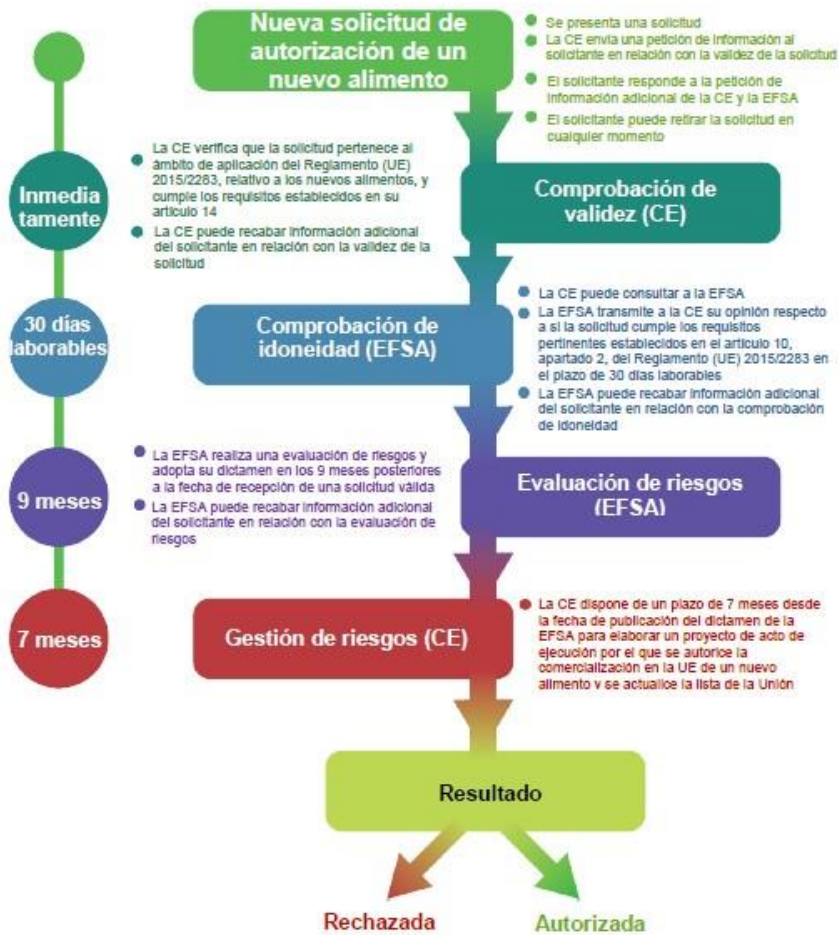 Nueva solicitud de
autorización de un
nuevo alimento
Se presenta una solicitud
La CE envía una petición de información al
solicitante en relación con la validez de la solicitud
El solicitante responde a la petición de
información adicional de la CE y la EFSA
El solicitante puede retirar la solicitud en
cualquier momento
Inmedia
tamente
La CE verifica que la solicitud pertenece al
ámbito de aplicación del Reglamento (UE)
2015/2283, relativo a los nuevos alimentos, y
cumple los requisitos establecidos en su
artículo 14
La CE puede recabar información adicional
del solicitante en relación con la validez de la
solicitud
Comprobación de
validez (CE)
30 días
laborables
Comprobación de
idoneidad (EFSA)
La CE puede consultar a la EFSA
La EFSA transmite a la CE su opinión respecto
a si la solicitud cumple los requisitos
pertinentes establecidos en el artículo 10,
apartado 2, del Reglamento (UE) 2015/2283 en
el plazo de 30 días laborables
La EFSA puede recabar información adicional
del solicitante en relación con la comprobación
de idoneidad
9 meses
La EFSA realiza una evaluación de riesgos y
adopta su dictamen en los 9 meses posteriores
a la fecha de recepción de una solicitud válida
La EFSA puede recabar información adicional
del solicitante en relación con la evaluación de
riesgos
Evaluación de riesgos
(EFSA)
7 meses
Gestión de riesgos (CE)
La CE dispone de un plazo de 7 meses desde
la fecha de publicación del dictamen de la
EFSA para elaborar un proyecto de acto de
ejecución por el que se autorice la
comercialización en la UE de un nuevo
alimento y se actualice la lista de la Unión
Resultado
Rechazada
Autorizada